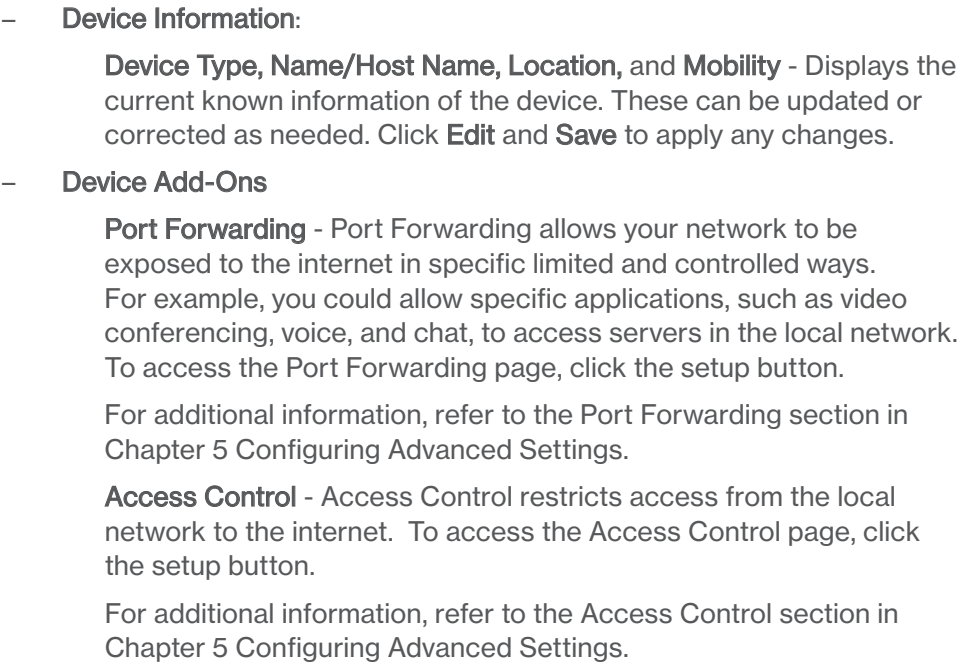 – Device Information:
Device Type, Name/Host Name, Location, and Mobility - Displays the
current known information of the device. These can be updated or
corrected as needed. Click Edit and Save to apply any changes.
– Device Add-Ons
Port Forwarding - Port Forwarding allows your network to be
exposed to the internet in specific limited and controlled ways.
For example, you could allow specific applications, such as video
conferencing, voice, and chat, to access servers in the local network.
To access the Port Forwarding page, click the setup button.
For additional information, refer to the Port Forwarding section in
Chapter 5 Configuring Advanced Settings.
Access Control - Access Control restricts access from the local
network to the internet.  To access the Access Control page, click
the setup button.
For additional information, refer to the Access Control section in
Chapter 5 Configuring Advanced Settings.